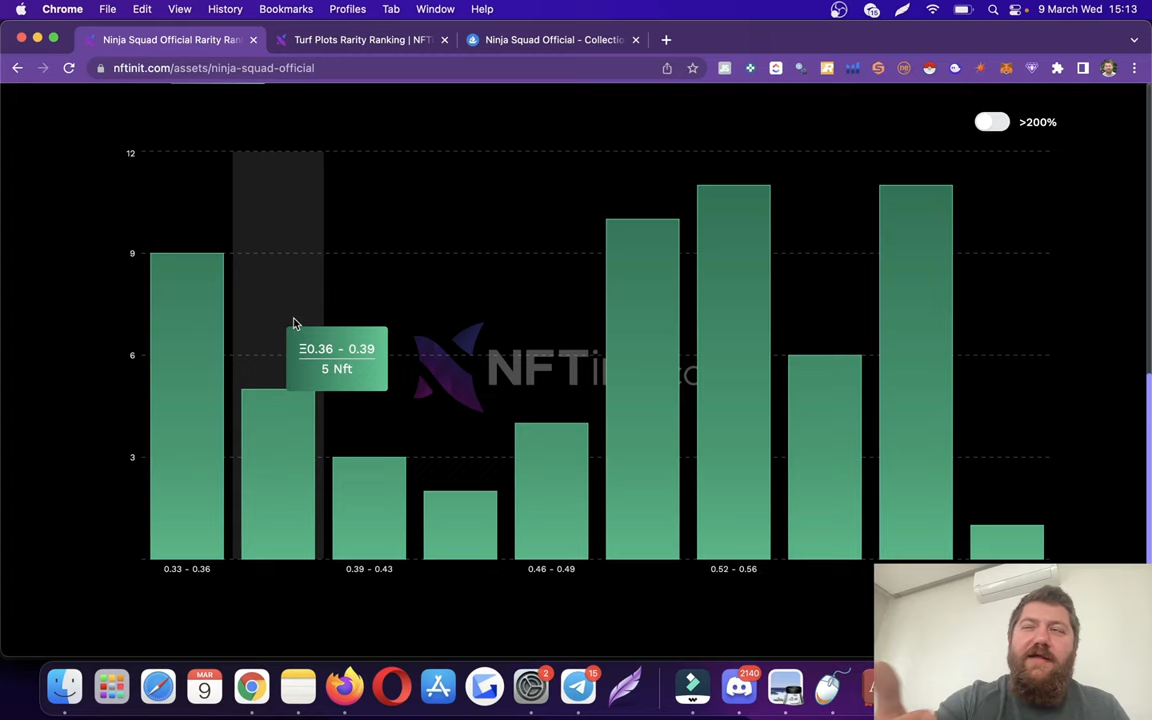 Chrome File Edit View History Bookmarks Profiles Tab Window Help
15
9 March Wed 15:13
Ninja Squad Official Rarity Ran
Turf Plots Rarity Ranking | NFTi
Ninja Squad Official - Collectio
nftinit.com/assets/ninja-squad-official
>200%
12
9
6
3
Ξ0.36 - 0.39
5 Nft
NFTinit.co
0.33 - 0.36
0.39 - 0.43
0.46 - 0.49
0.52 - 0.56
MAR
9
2
15
2140